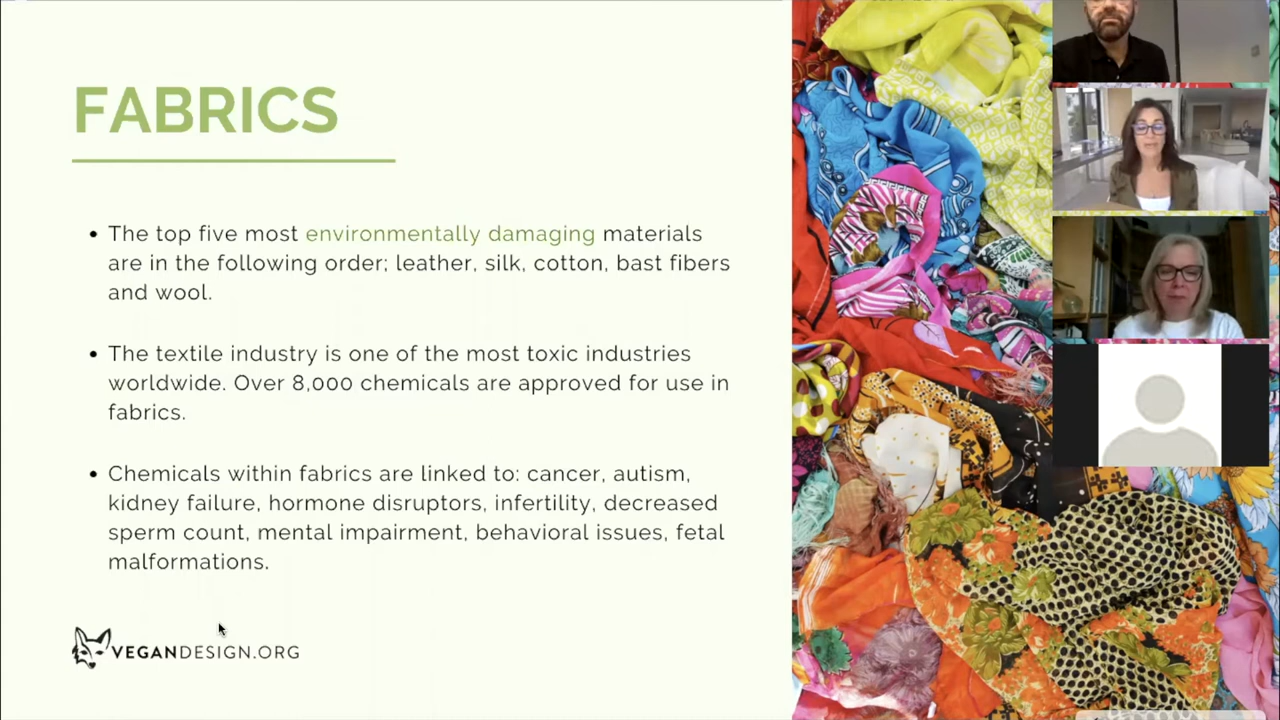 FABRICS
• The top five most environmentally damaging materials
are in the following order; leather, silk, cotton, bast fibers
and wool.
• The textile industry is one of the most toxic industries
worldwide. Over 8,000 chemicals are approved for use in
fabrics.
• Chemicals within fabrics are linked to: cancer, autism,
kidney failure, hormone disruptors, infertility, decreased
sperm count, mental impairment, behavioral issues, fetal
malformations.
VEGANDESIGN.ORG